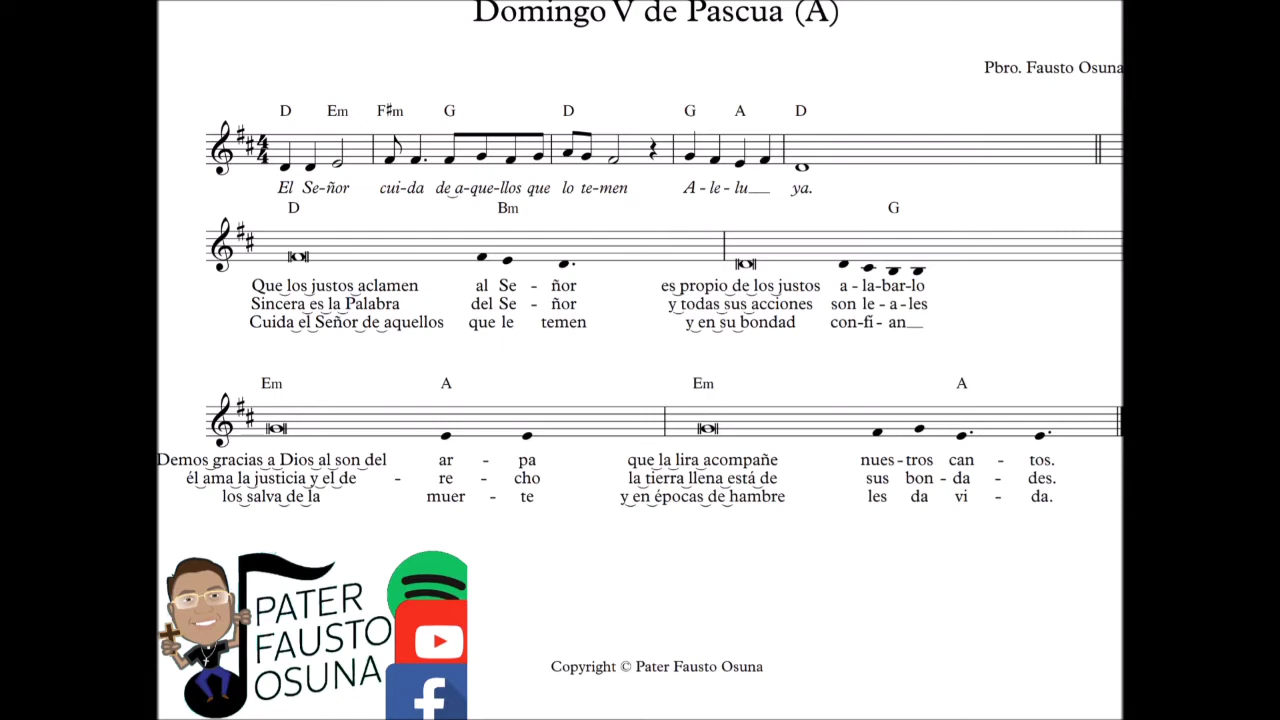 Domingo V de Pascua (A)
Pbro. Fausto Osuna
D Em F#m G D G A D
El Se-ñor cui-da de‿a-que-llos que lo te-men A-le-lu__ ya.
D Bm G
Que los‿justos‿aclamen al Se - ñor es‿propio‿de‿los justos a-la-bar-lo
Sincera‿es‿la Palabra del Se - ñor y‿todas‿sus‿acciones son le-a-les
Cuida‿el‿Señor‿de‿aquellos que le temen y‿en‿su bondad con-fí-an__
Em A Em A
Demos‿gracias‿a‿Dios‿al son‿del ar - pa que‿la lira‿acompañe nues-tros can - tos.
él‿ama‿la‿justicia‿y‿el de - re - cho la‿tierra‿llena‿está‿de sus bon-da - des.
los‿salva‿de‿la muer - te y‿en‿épocas‿de‿hambre les da vi - da.
PATER
FAUSTO
OSUNA
f
Copyright © Pater Fausto Osuna